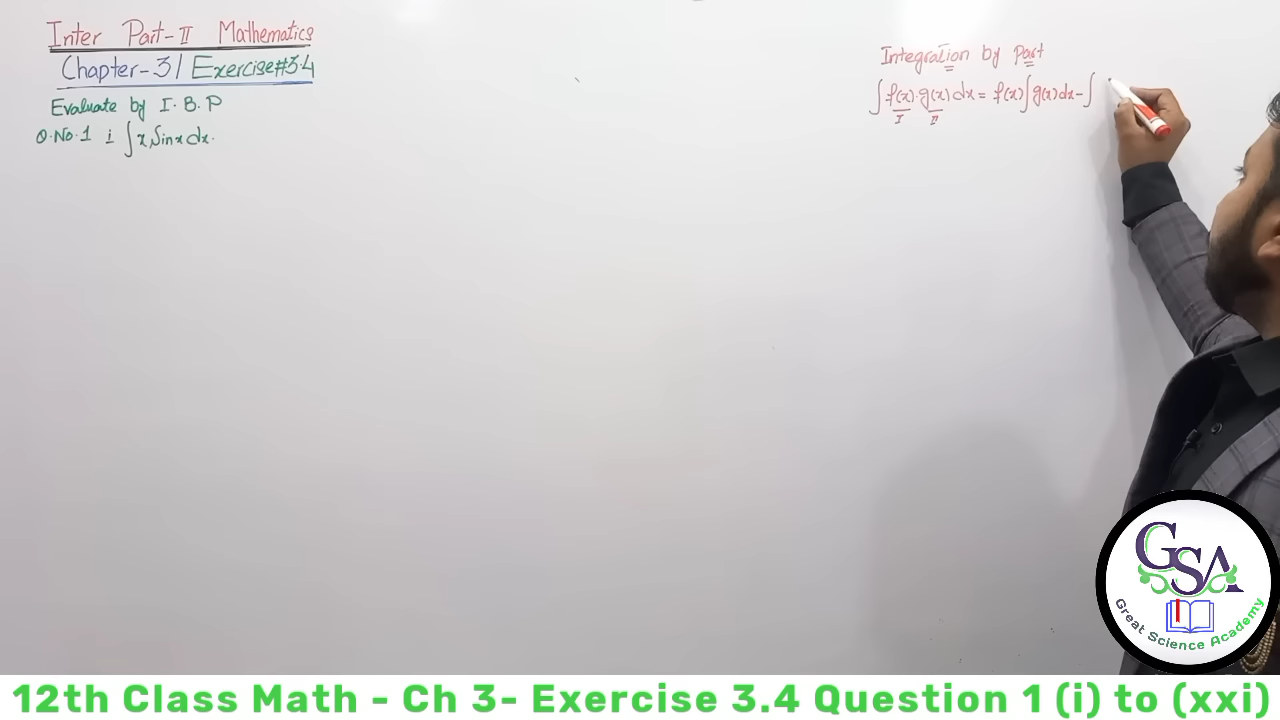 Inter Part-II Mathematics
Chapter-3/ Exercise#3.4
Evaluate by I.B.P
Q.No.1 i ∫x Sin x dx.
Integration by Part
∫f(x).g(x)dx = f(x)∫g(x)dx-∫
I II
GSA
Great Science Academy
12th Class Math - Ch 3- Exercise 3.4 Question 1 (i) to (xxi)